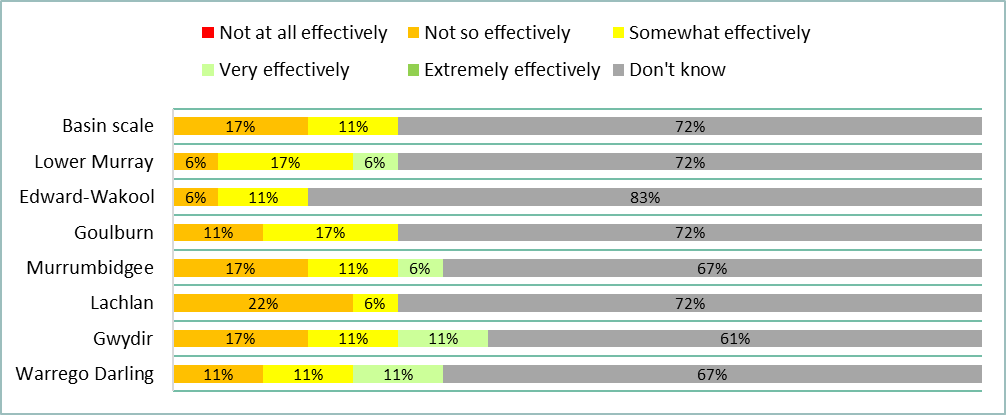 Not at all effectively Not so effectively Somewhat effectively
Very effectively Extremely effectively Don't know
Basin scale 17% 11% 72%
Lower Murray 6% 17% 6% 72%
Edward-Wakool 6% 11% 83%
Goulburn 11% 17% 72%
Murrumbidgee 17% 11% 6% 67%
Lachlan 22% 6% 72%
Gwydir 17% 11% 11% 61%
Warrego Darling 11% 11% 11% 67%